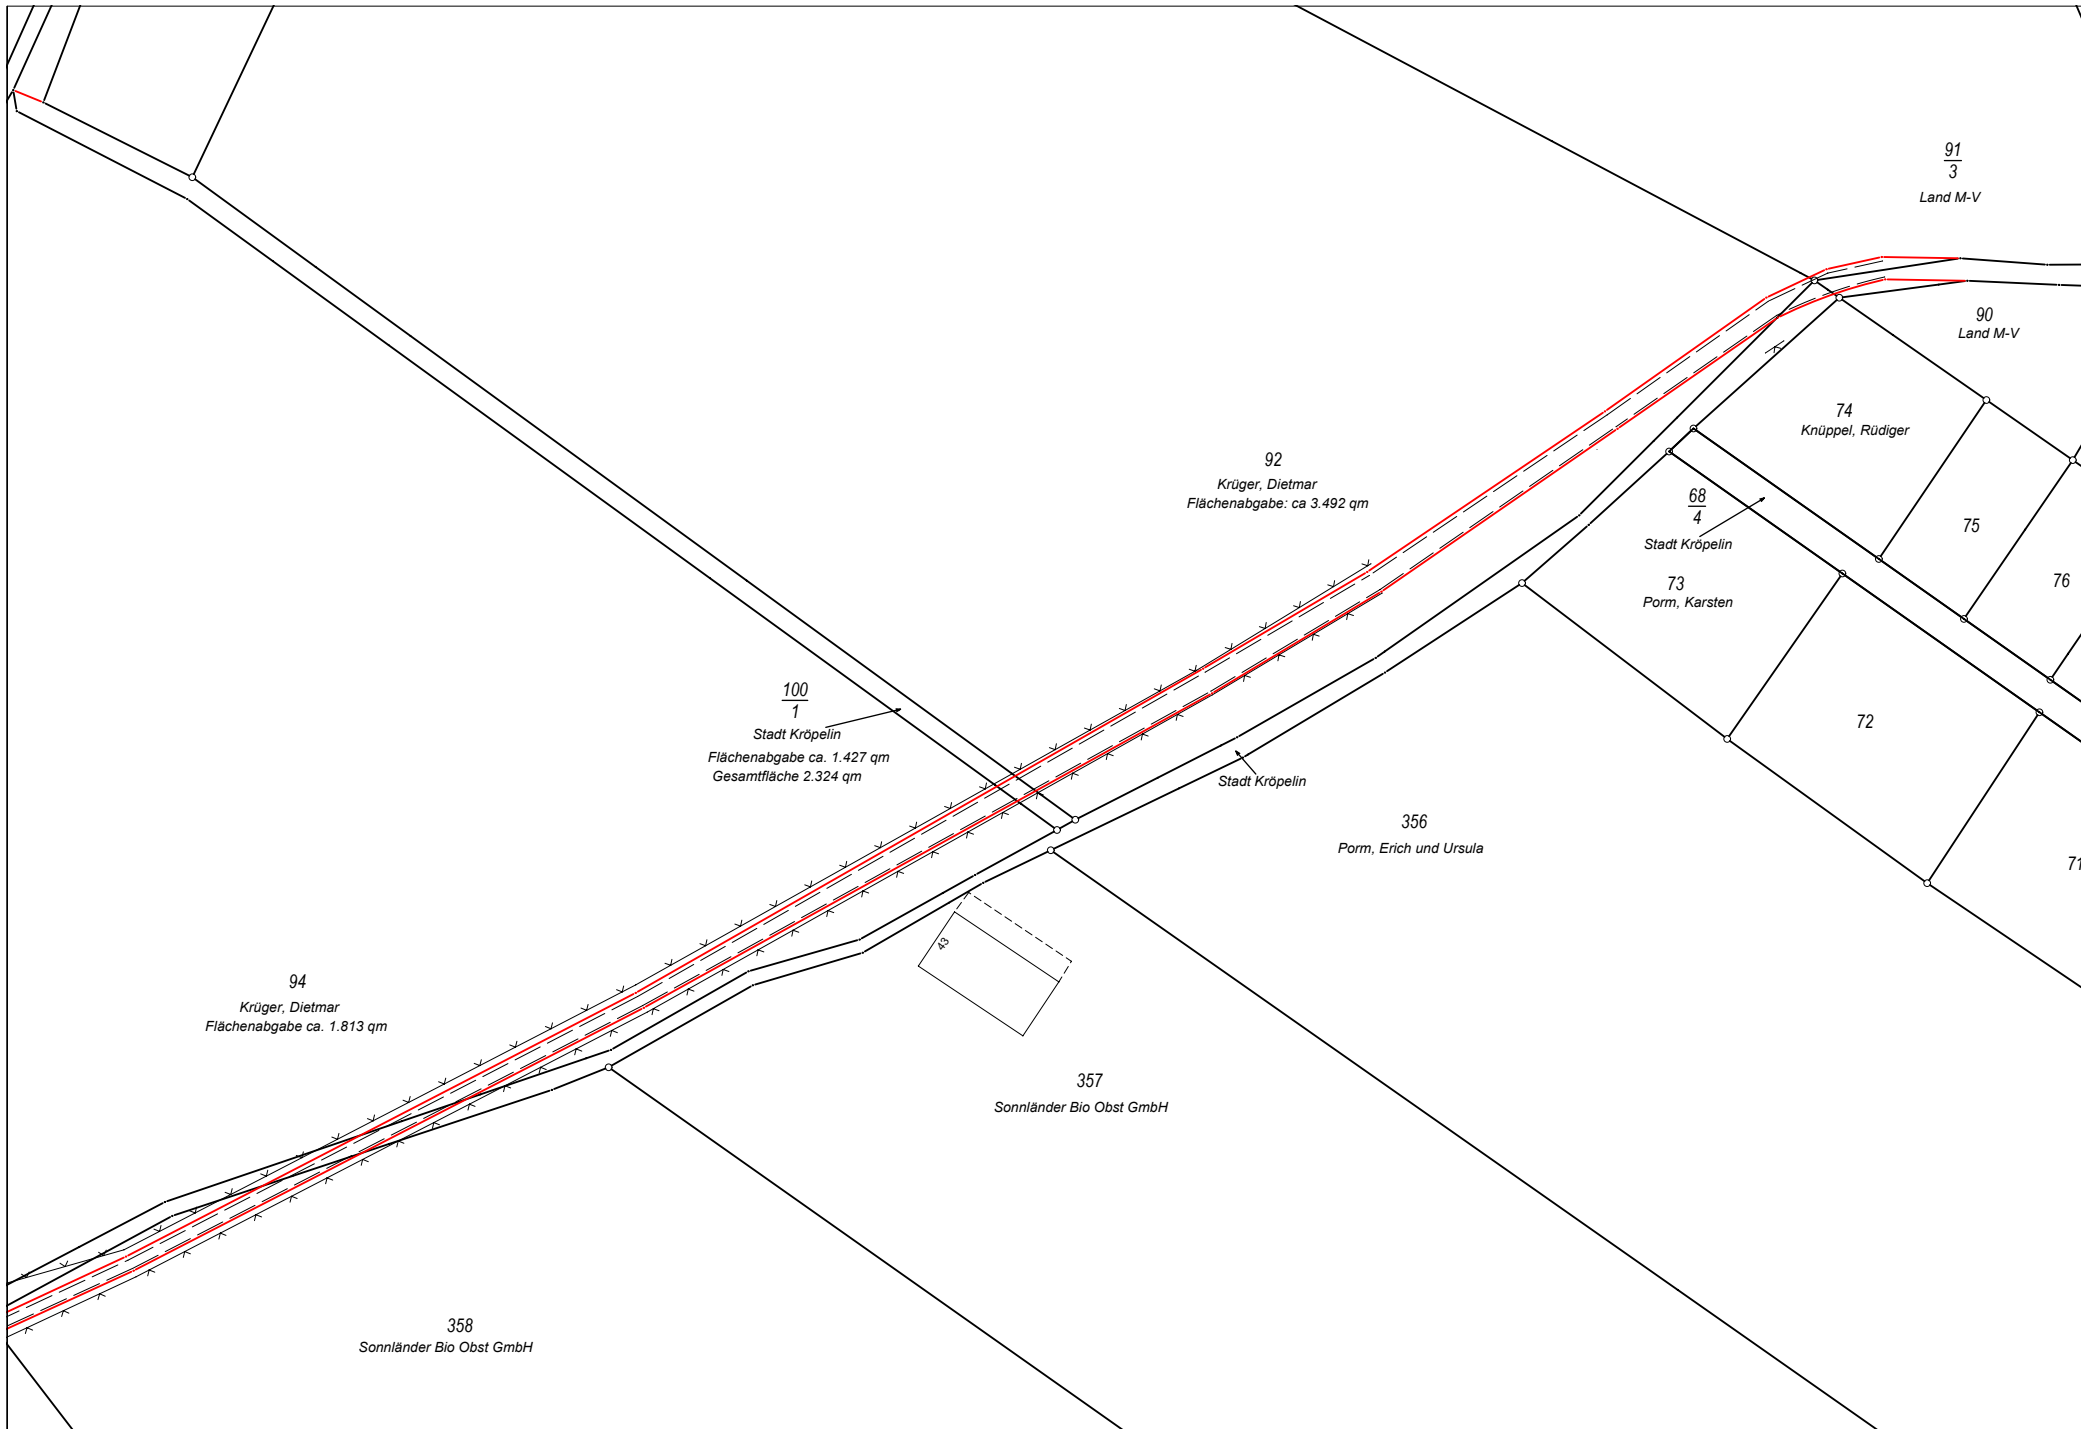 91
3
Land M-V
90
Land M-V
74
Knüppel, Rüdiger
92
Krüger, Dietmar
Flächenabgabe: ca 3.492 qm
68
4
Stadt Kröpelin
75
76
73
Porm, Karsten
100
1
Stadt Kröpelin
Flächenabgabe ca. 1.427 qm
Gesamtfläche 2.324 qm
72
Stadt Kröpelin
356
Porm, Erich und Ursula
71
43
94
Krüger, Dietmar
Flächenabgabe ca. 1.813 qm
357
Sonnländer Bio Obst GmbH
358
Sonnländer Bio Obst GmbH